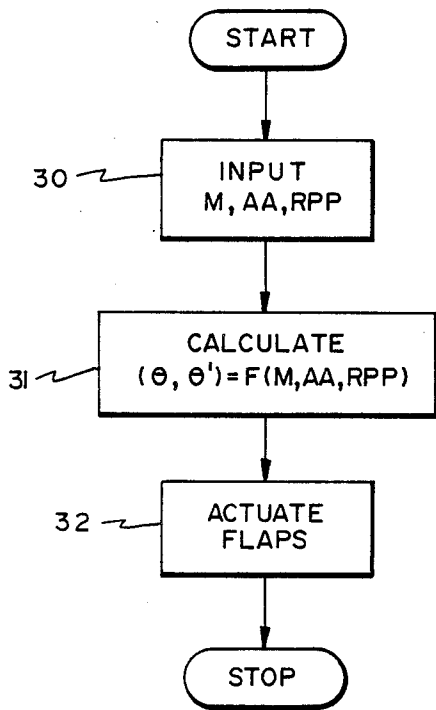 START
30
INPUT
M, AA, RPP
CALCULATE
31
(θ, θ')=F(M,AA,RPP)
32
ACTUATE
FLAPS
STOP